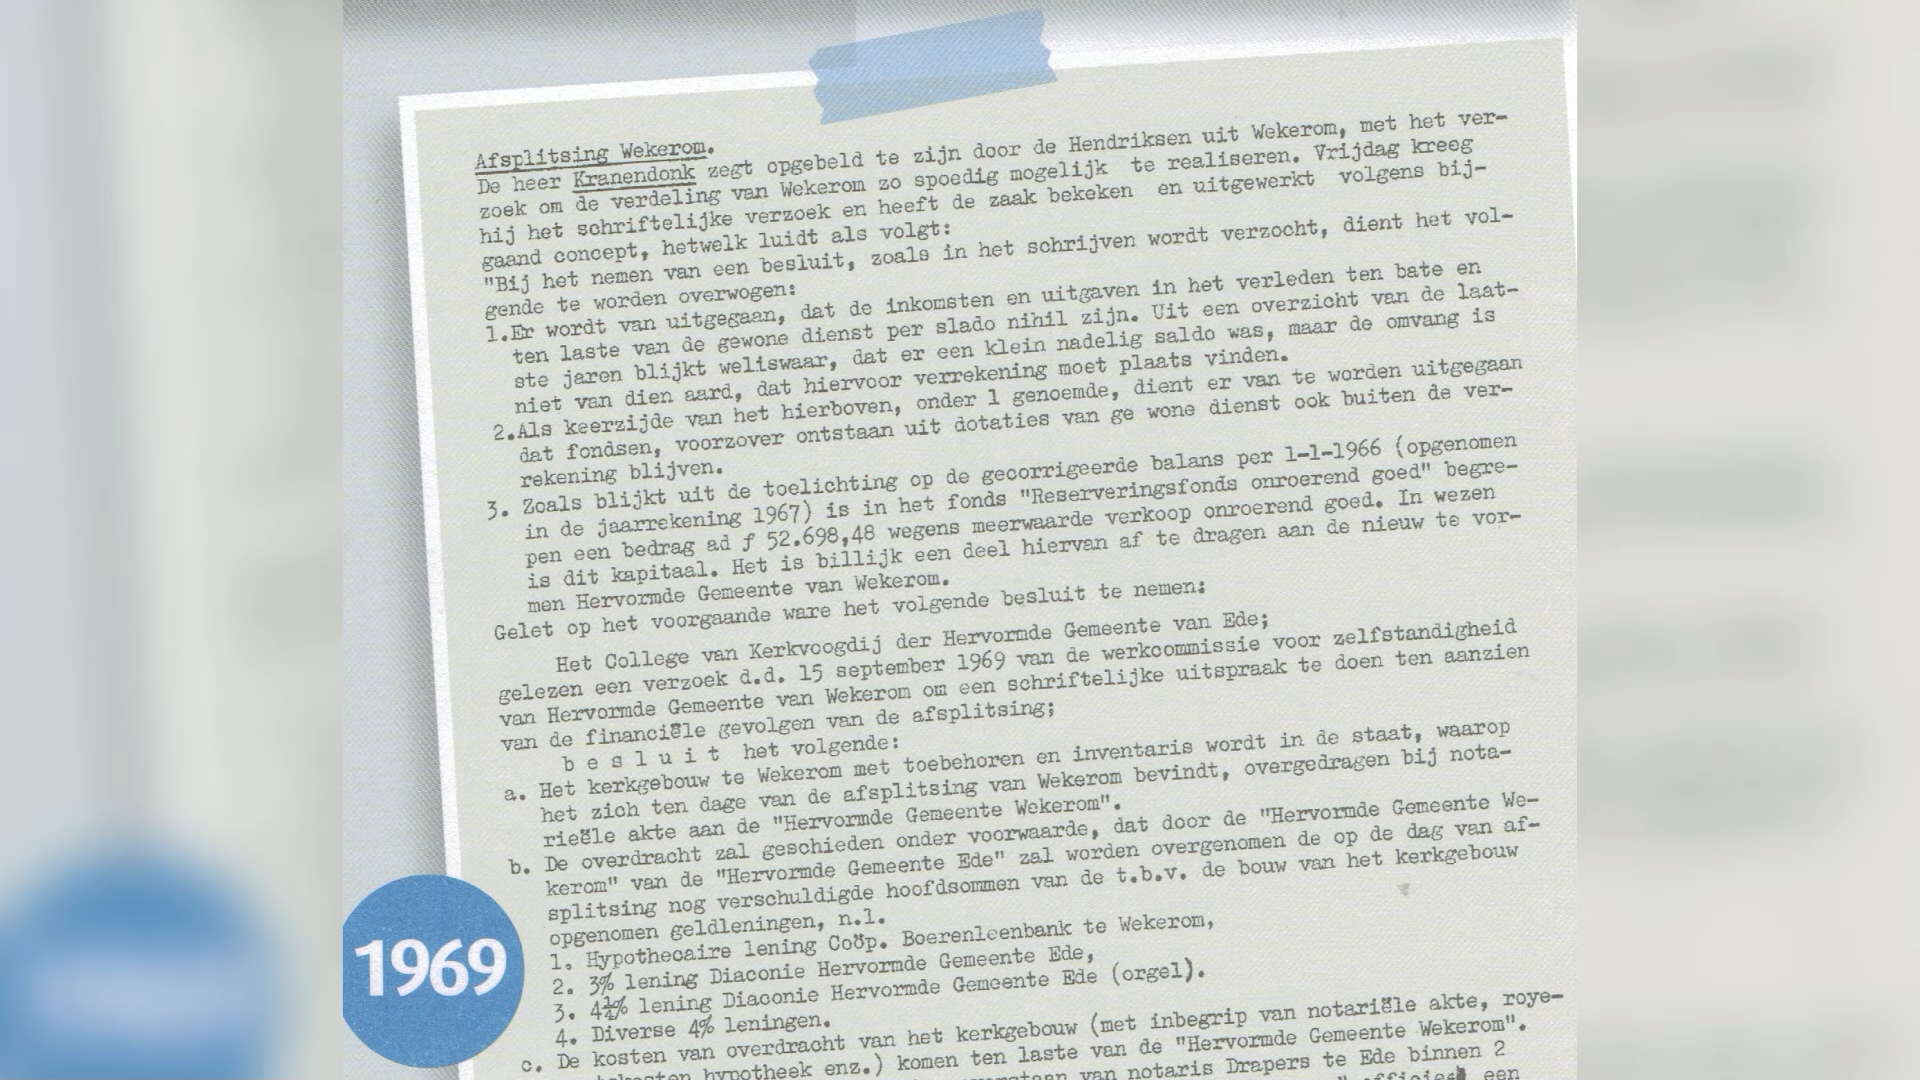 Afsplitsing Wekerom.
De heer Kranendonk zegt opgebeld te zijn door de Hendriksen uit Wekerom, met het ver-
zoek om de verdeling van Wekerom zo spoedig mogelijk te realiseren. Vrijdag kreeg
hij het schriftelijke verzoek en heeft de zaak bekeken en uitgewerkt volgens bij-
gaand concept, hetwelk luidt als volgt:
"Bij het nemen van een besluit, zoals in het schrijven wordt verzocht, dient het vol-
gende te worden overwogen:
1.Er wordt van uitgegaan, dat de inkomsten en uitgaven in het verleden ten bate en
ten laste van de gewone dienst per slado nihil zijn. Uit een overzicht van de laat-
ste jaren blijkt weliswaar, dat er een klein nadelig saldo was, maar de omvang is
niet van dien aard, dat hiervoor verrekening moet plaats vinden.
2.Als keerzijde van het hierboven, onder 1 genoemde, dient er van te worden uitgegaan
dat fondsen, voorzover ontstaan uit dotaties van ge wone dienst ook buiten de ver-
rekening blijven.
3. Zoals blijkt uit de toelichting op de gecorrigeerde balans per 1-1-1966 (opgenomen
in de jaarrekening 1967) is in het fonds "Reserveringsfonds onroerend goed" begre-
pen een bedrag ad ƒ 52.698,48 wegens meerwaarde verkoop onroerend goed. In wezen
is dit kapitaal. Het is billijk een deel hiervan af te dragen aan de nieuw te vor-
men Hervormde Gemeente van Wekerom.
Gelet op het voorgaande ware het volgende besluit te nemen:
Het College van Kerkvoogdij der Hervormde Gemeente van Ede;
gelezen een verzoek d.d. 15 september 1969 van de werkcommissie voor zelfstandigheid
van Hervormde Gemeente van Wekerom om een schriftelijke uitspraak te doen ten aanzien
van de financiële gevolgen van de afsplitsing;
b e s l u i t het volgende:
a. Het kerkgebouw te Wekerom met toebehoren en inventaris wordt in de staat, waarop
het zich ten dage van de afsplitsing van Wekerom bevindt, overgedragen bij nota-
rieële akte aan de "Hervormde Gemeente Wekerom".
b. De overdracht zal geschieden onder voorwaarde, dat door de "Hervormde Gemeente We-
kerom" van de "Hervormde Gemeente Ede" zal worden overgenomen de op de dag van af-
splitsing nog verschuldigde hoofdsommen van de t.b.v. de bouw van het kerkgebouw
opgenomen geldleningen, n.l.
1. Hypothecaire lening Coöp. Boerenleenbank te Wekerom,
2. 3% lening Diaconie Hervormde Gemeente Ede,
3. 4¼% lening Diaconie Hervormde Gemeente Ede (orgel).
4. Diverse 4% leningen.
c. De kosten van overdracht van het kerkgebouw (met inbegrip van notariële akte, roye-
hypotheek enz.) komen ten laste van de "Hervormde Gemeente Wekerom".
van notaris Drapers te Ede binnen 2
een
1969